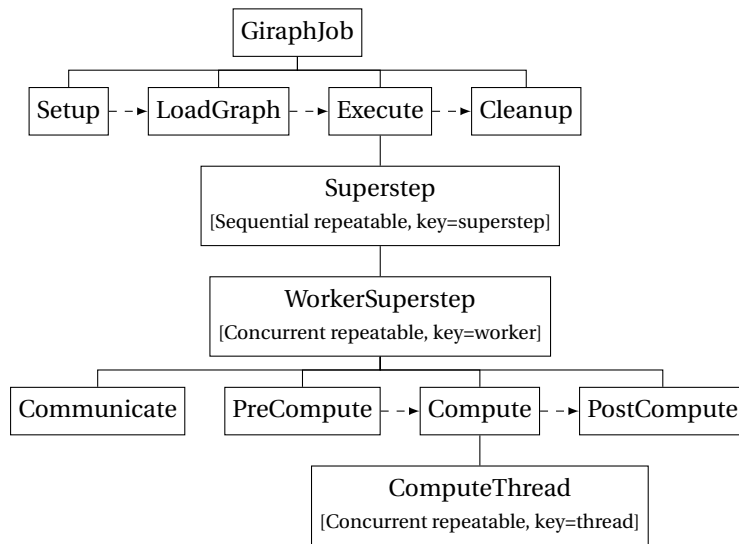 GiraphJob
Setup
LoadGraph
Execute
Cleanup
Superstep
[Sequential repeatable, key=superstep]
WorkerSuperstep
[Concurrent repeatable, key=worker]
Communicate
PreCompute
Compute
PostCompute
ComputeThread
[Concurrent repeatable, key=thread]